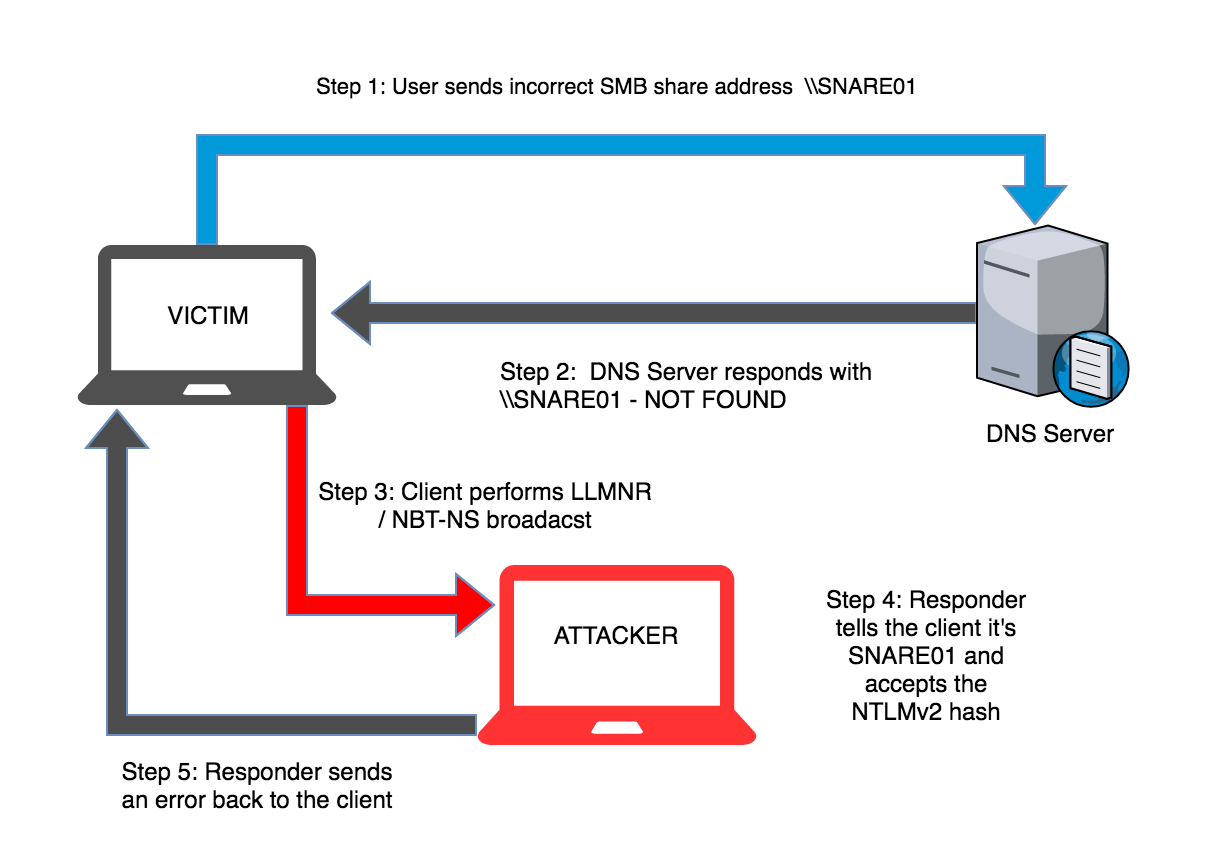 Step 1: User sends incorrect SMB share address \\SNARE01
VICTIM
Step 2: DNS Server responds with
\\SNARE01 - NOT FOUND
DNS Server
Step 3: Client performs LLMNR
/ NBT-NS broadacst
ATTACKER
Step 4: Responder
tells the client it's
SNARE01 and
accepts the
NTLMv2 hash
Step 5: Responder sends
an error back to the client